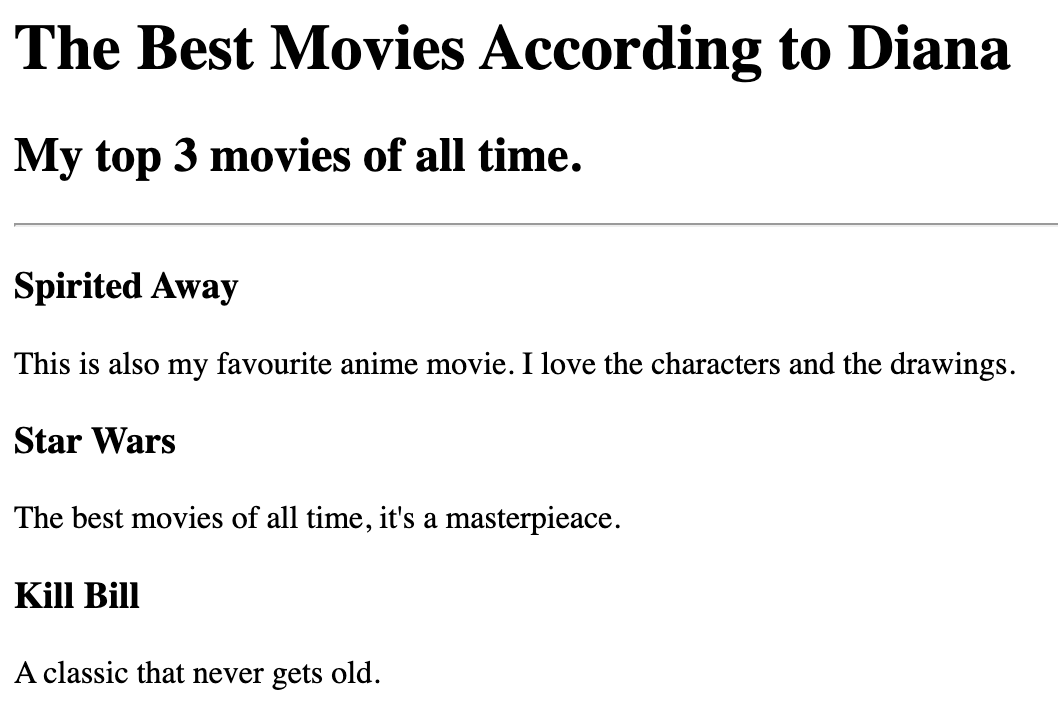 The Best Movies According to Diana
My top 3 movies of all time.
Spirited Away
This is also my favourite anime movie. I love the characters and the drawings.
Star Wars
The best movies of all time, it's a masterpieace.
Kill Bill
A classic that never gets old.